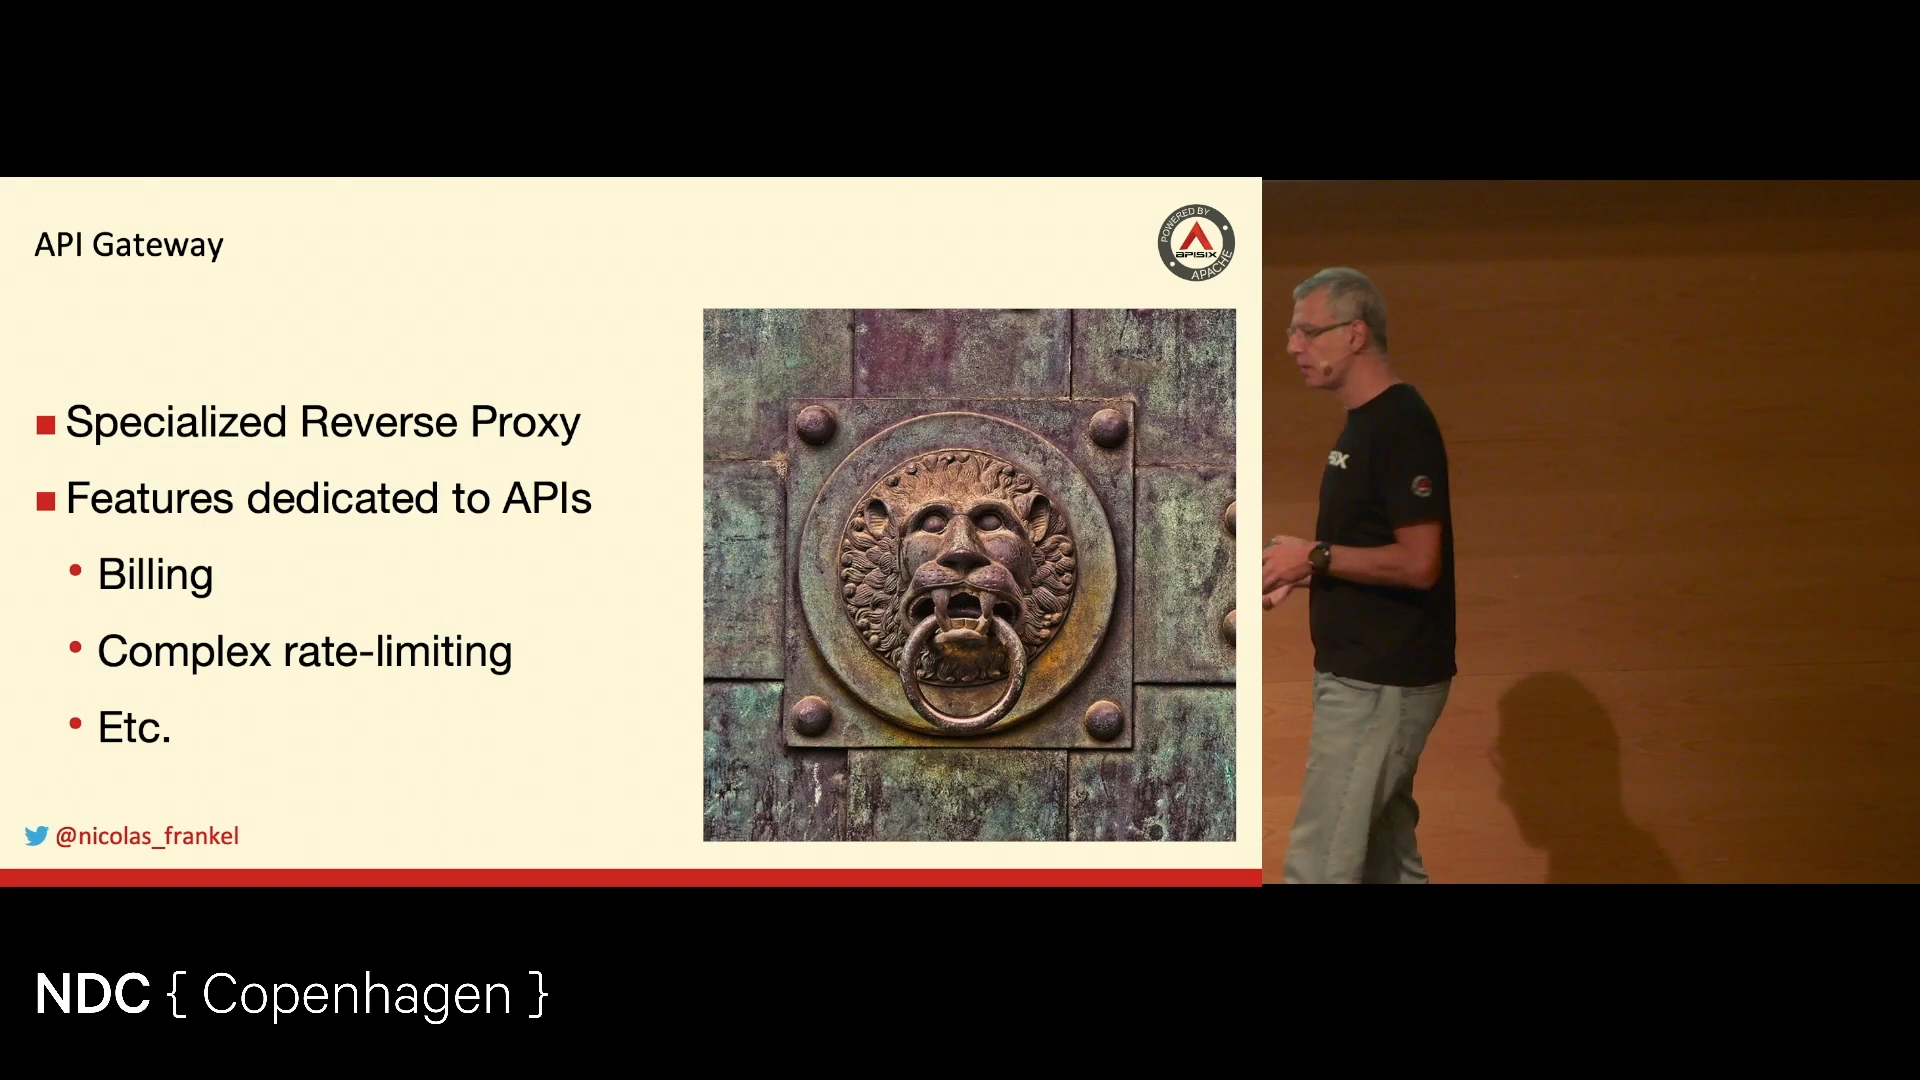 API Gateway
POWERED BY
APISIX
APACHE
Specialized Reverse Proxy
Features dedicated to APIs
Billing
Complex rate-limiting
Etc.
@nicolas_frankel
NDC { Copenhagen }